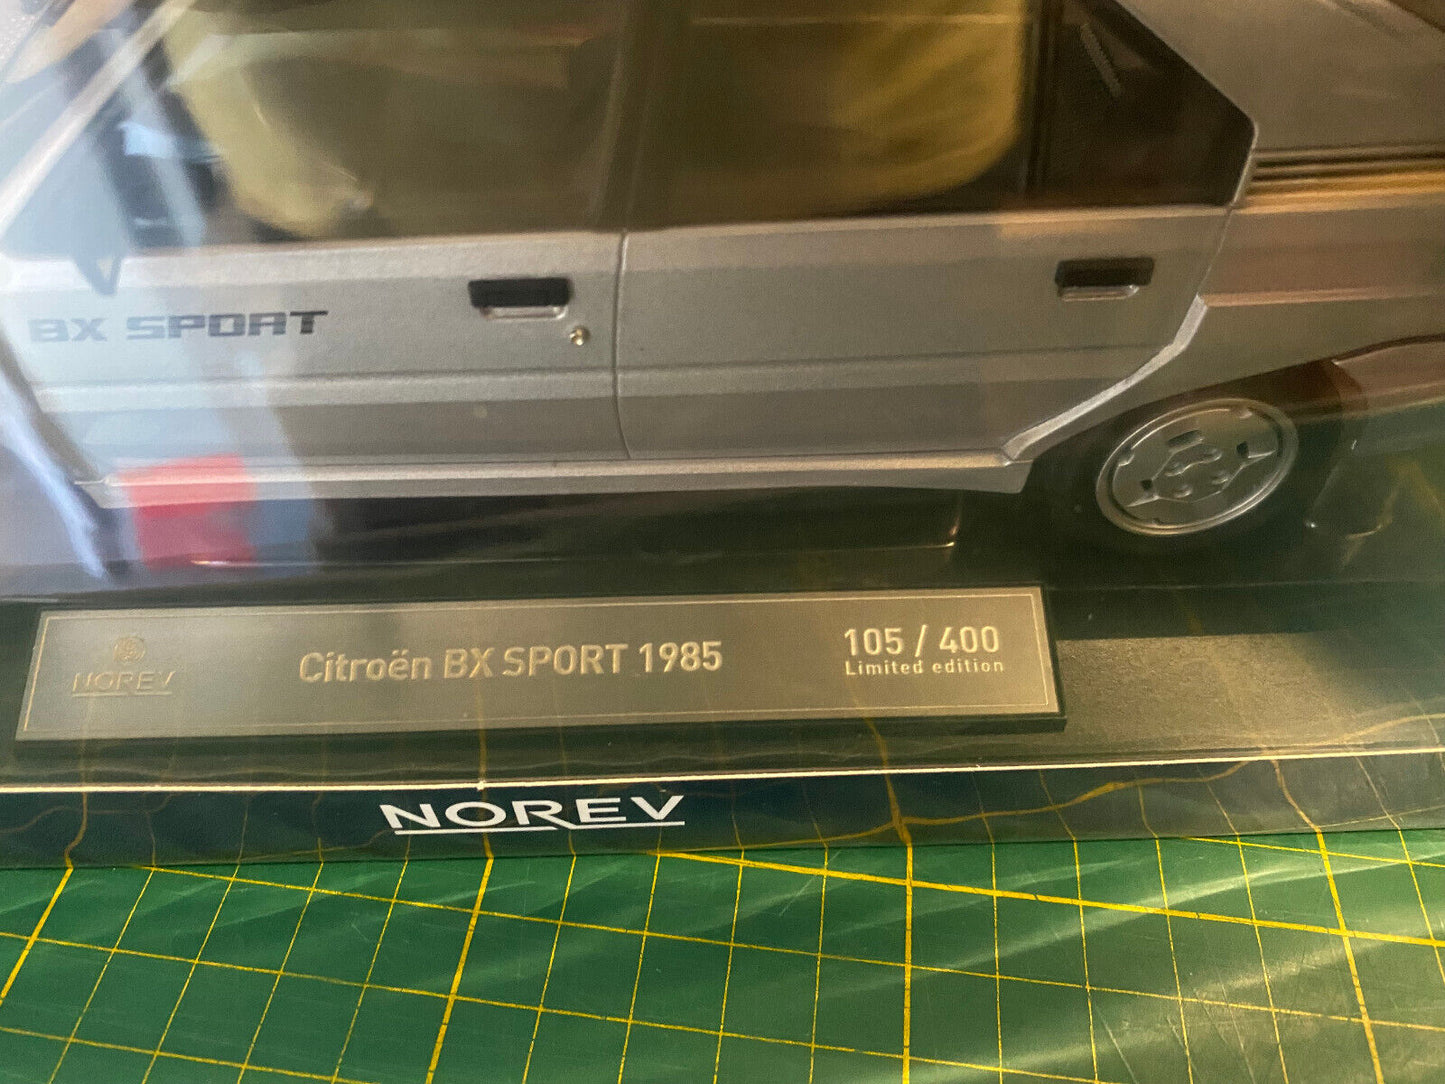 BX SPORT
NOREV
Citroën BX SPORT 1985
105 / 400
Limited edition
NOREV